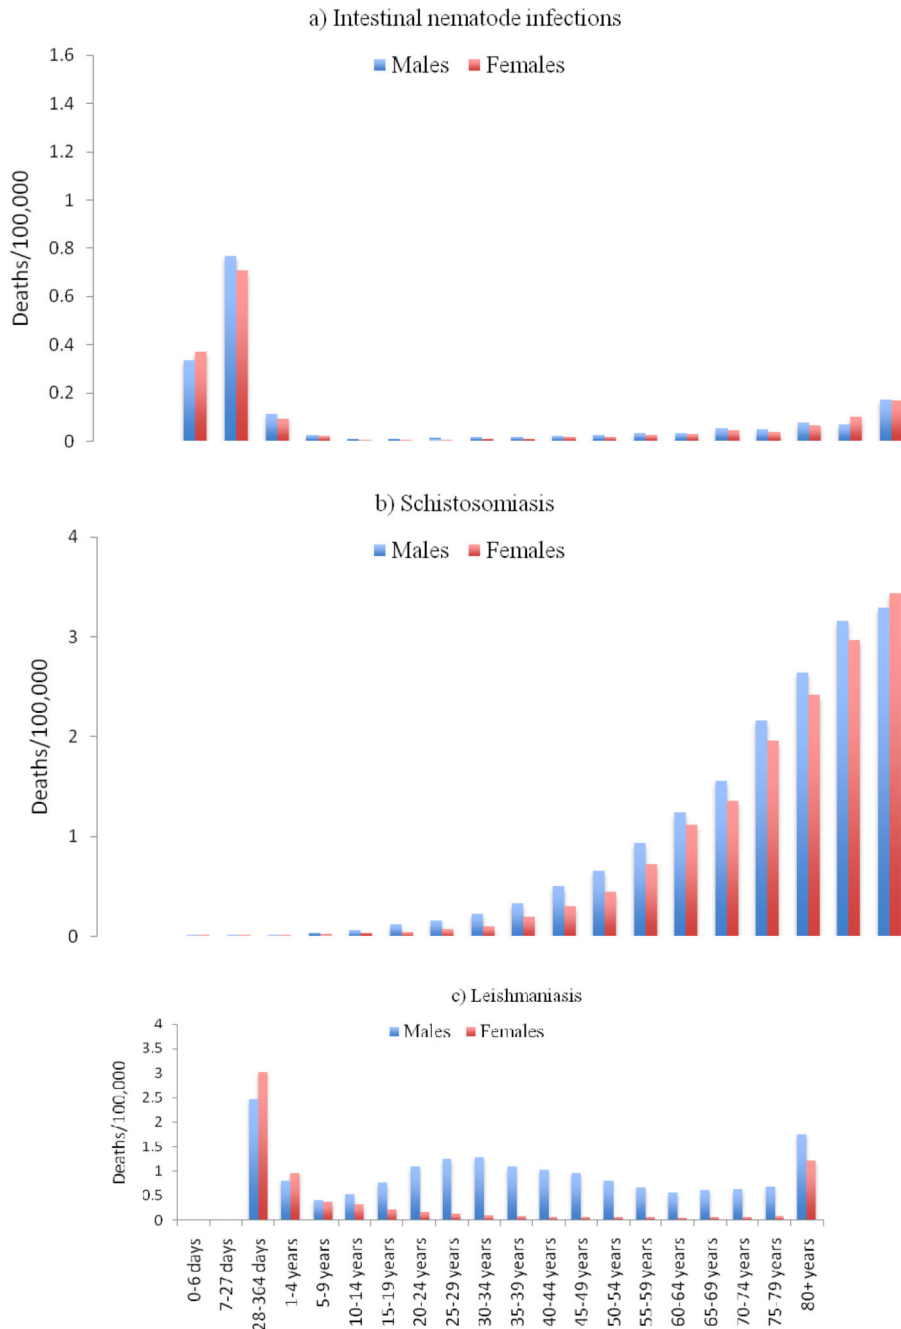 a) Intestinal nematode infections
Males Females
Deaths/100,000
1.6
1.4
1.2
1
0.8
0.6
0.4
0.2
0
b) Schistosomiasis
Males Females
Deaths/100,000
4
3
2
1
0
c) Leishmaniasis
Males Females
Deaths/100,000
4
3.5
3
2.5
2
1.5
1
0.5
0
0-6 days
7-27 days
28-364 days
1-4 years
5-9 years
10-14 years
15-19 years
20-24 years
25-29 years
30-34 years
35-39 years
40-44 years
45-49 years
50-54 years
55-59 years
60-64 years
65-69 years
70-74 years
75-79 years
80+ years